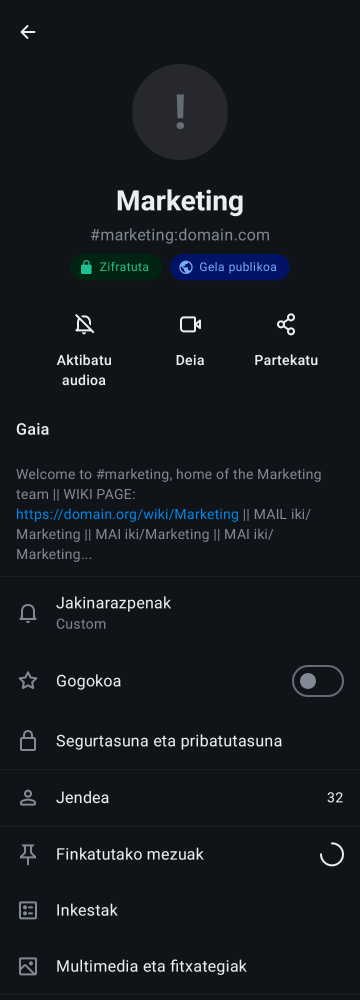 !
Marketing
#marketing:domain.com
Zifratuta
Gela publikoa
Aktibatu
audioa
Deia
Partekatu
Gaia
Welcome to #marketing, home of the Marketing
team || WIKI PAGE:
https://domain.org/wiki/Marketing || MAIL iki/
Marketing || MAI iki/Marketing || MAI iki/
Marketing...
Jakinarazpenak
Custom
Gogokoa
Segurtasuna eta pribatutasuna
Jendea 32
Finkatutako mezuak
Inkestak
Multimedia eta fitxategiak